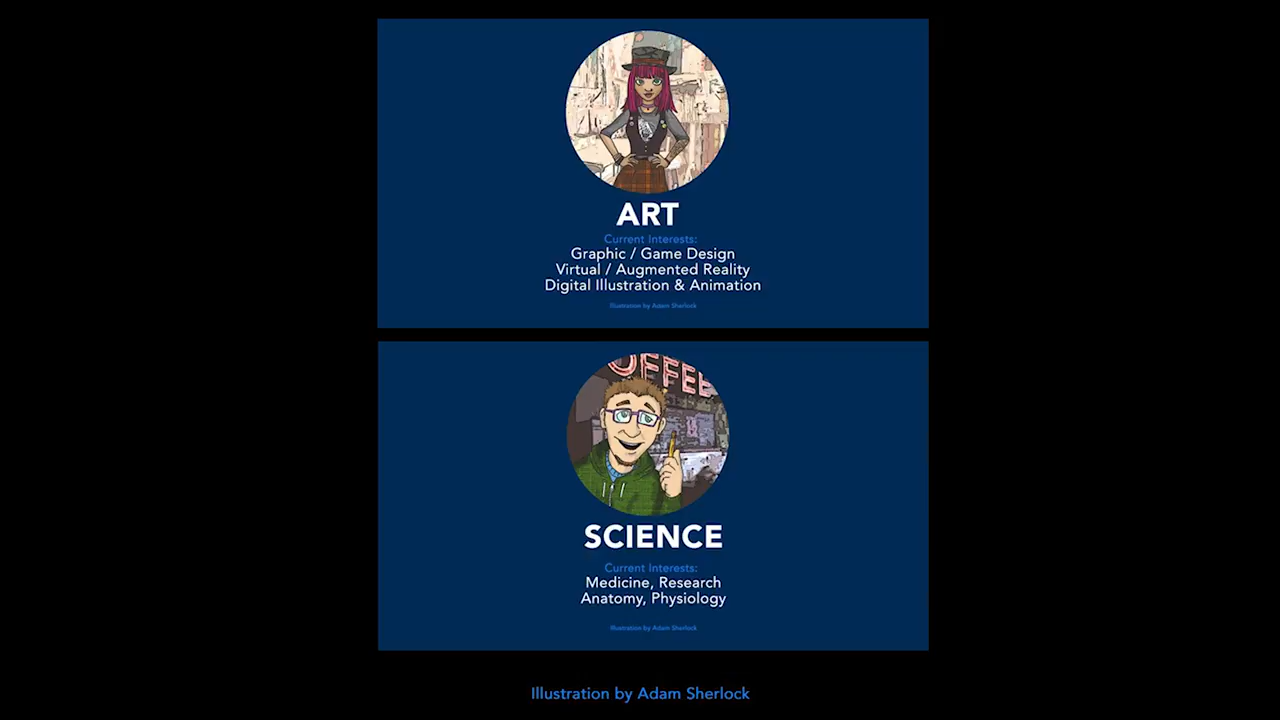 ART
Current Interests:
Graphic / Game Design
Virtual / Augmented Reality
Digital Illustration & Animation
Illustration by Adam Sherlock
OFFEE
SCIENCE
Current Interests:
Medicine, Research
Anatomy, Physiology
Illustration by Adam Sherlock
Illustration by Adam Sherlock